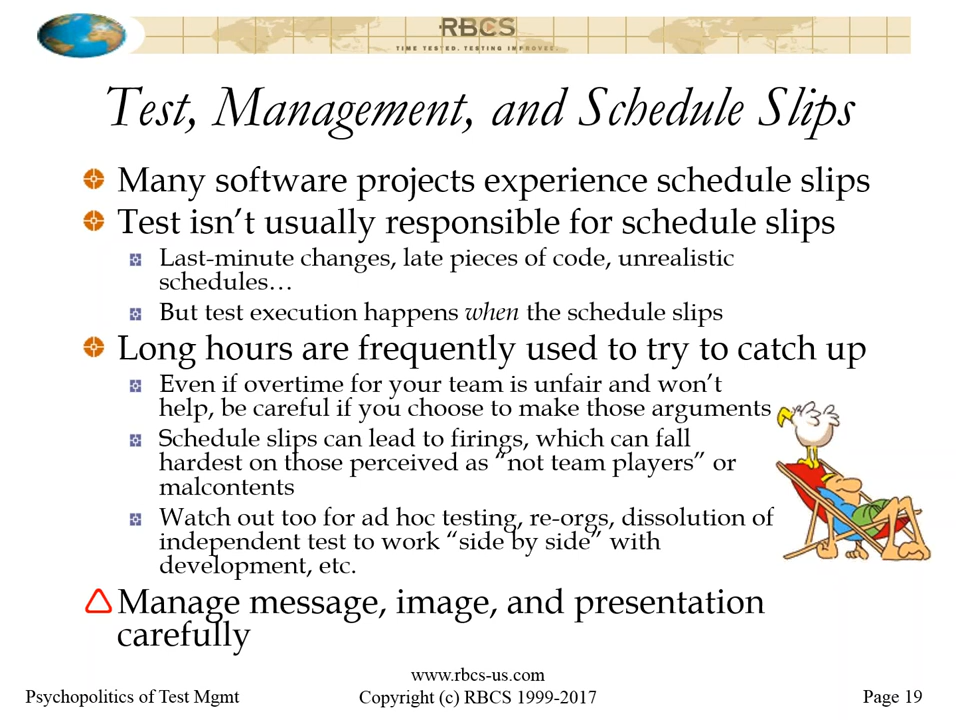 RBCS
TIME TESTED. TESTING IMPROVED.
Test, Management, and Schedule Slips
Many software projects experience schedule slips
Test isn’t usually responsible for schedule slips
Last-minute changes, late pieces of code, unrealistic
schedules…
But test execution happens when the schedule slips
Long hours are frequently used to try to catch up
Even if overtime for your team is unfair and won’t
help, be careful if you choose to make those arguments
Schedule slips can lead to firings, which can fall
hardest on those perceived as “not team players” or
malcontents
Watch out too for ad hoc testing, re-orgs, dissolution of
independent test to work “side by side” with
development, etc.
Manage message, image, and presentation
carefully
www.rbcs-us.com
Psychopolitics of Test Mgmt Copyright (c) RBCS 1999-2017 Page 19